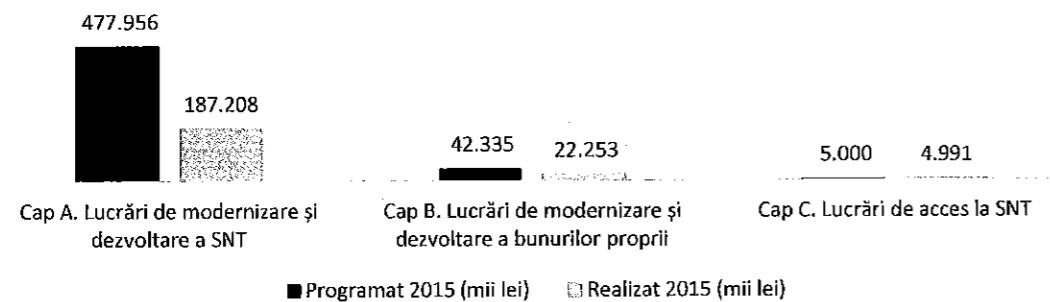 477.956
187.208
42.335
22.253
5.000
4.991
Cap A. Lucrări de modernizare și
dezvoltare a SNT
Cap B. Lucrări de modernizare și
dezvoltare a bunurilor proprii
Cap C. Lucrări de acces la SNT
Programat 2015 (mii lei)
Realizat 2015 (mii lei)